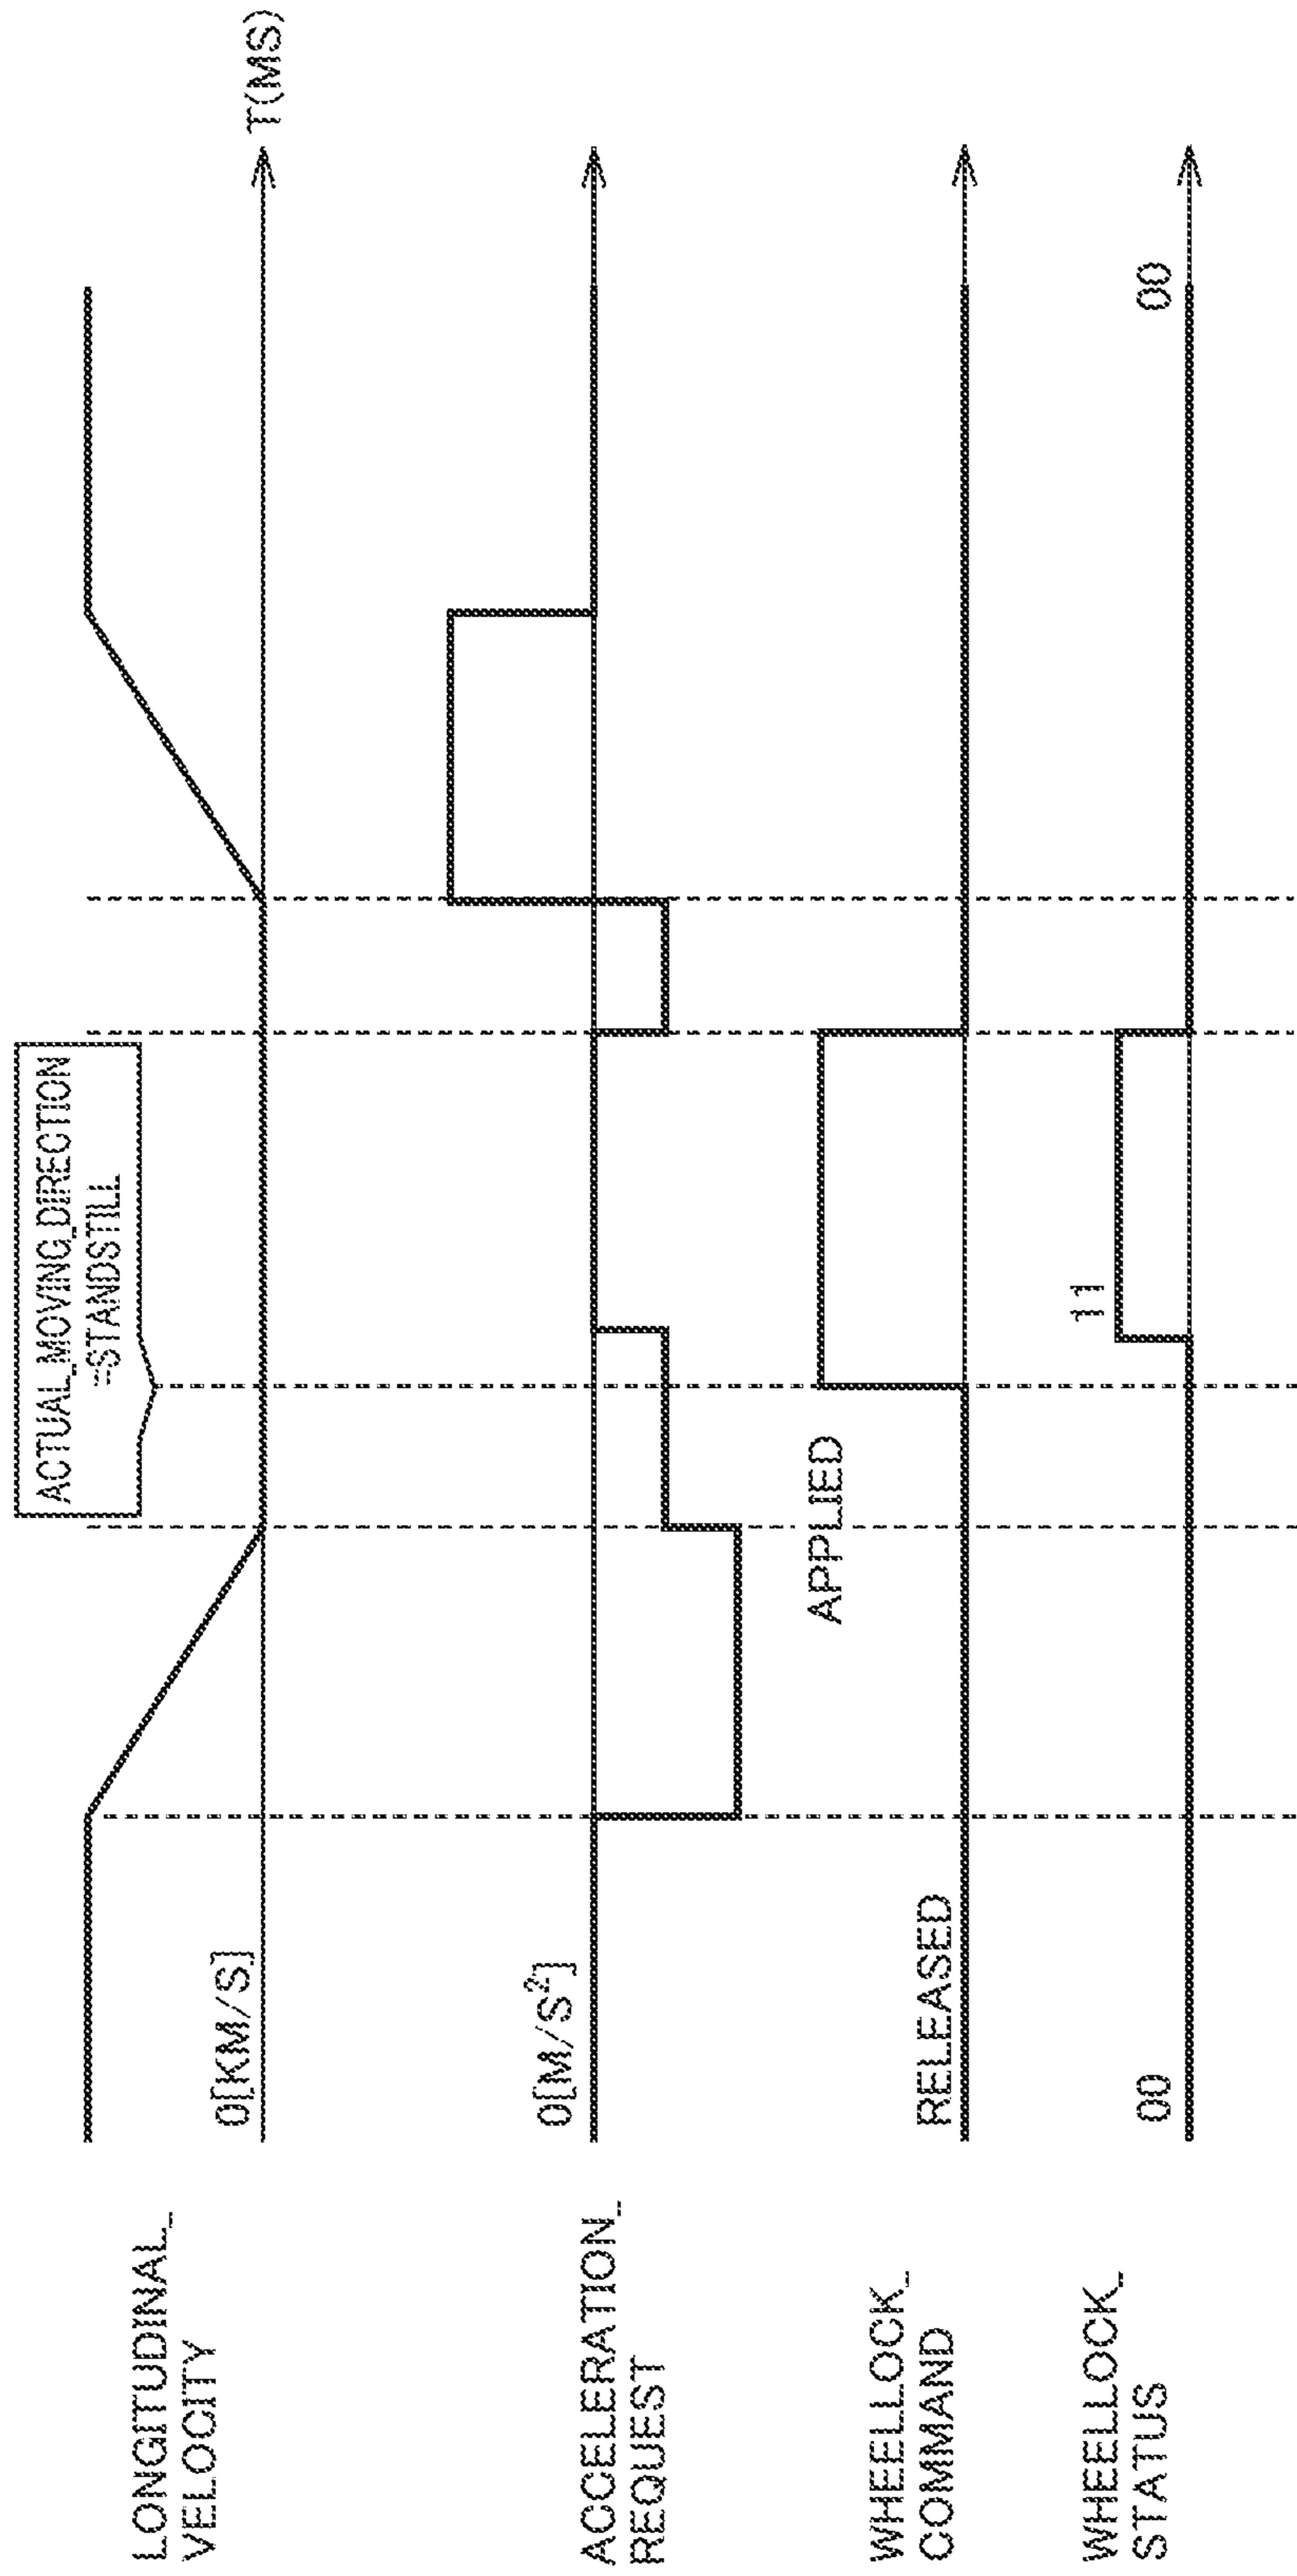 ACTUAL_MOVING_DIRECTION
="STANDSTILL
LONGITUDINAL_
VELOCITY
0[KM/S]
T(MS)
ACCELERATION_
REQUEST
0[M/S²]
WHEELLOCK_
COMMAND
RELEASED
APPLIED
WHEELLOCK_
STATUS
00
11
00